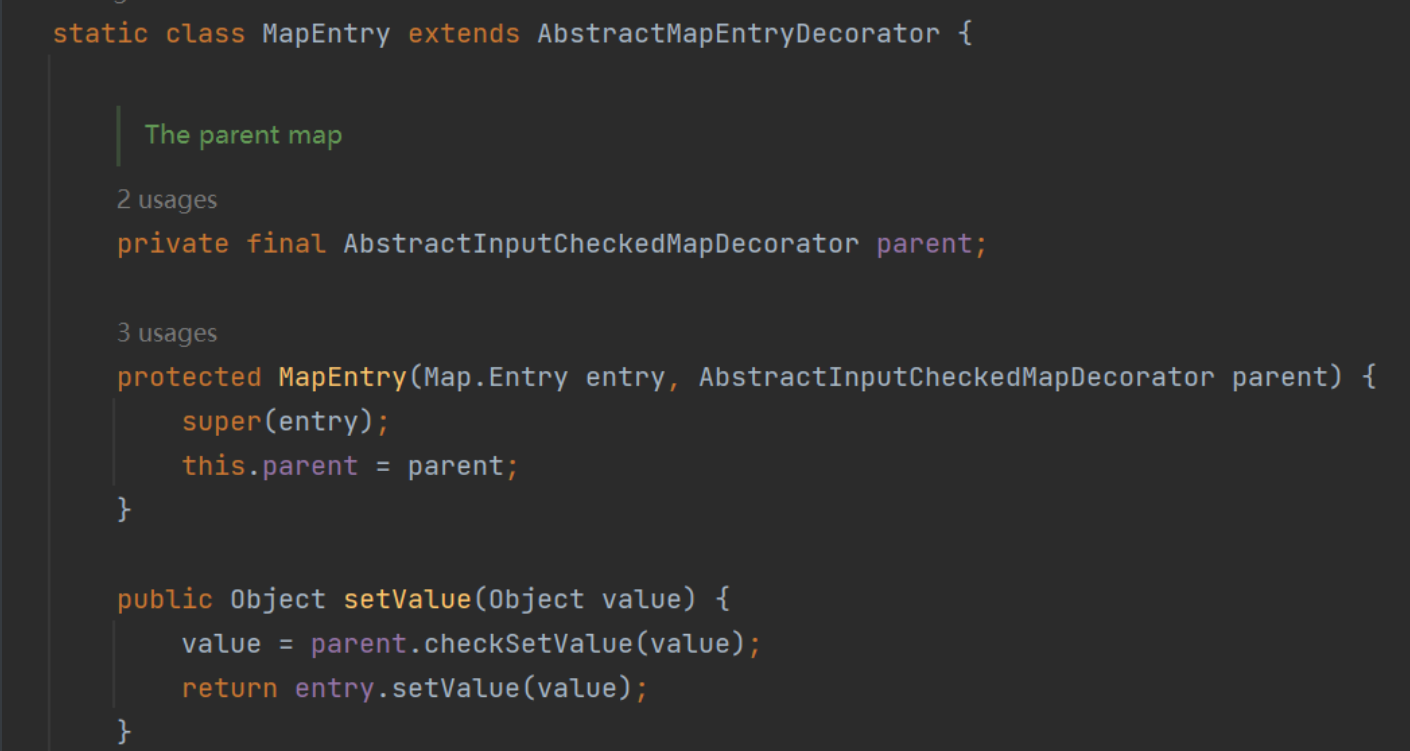 static class MapEntry extends AbstractMapEntryDecorator {
The parent map
2 usages
private final AbstractInputCheckedMapDecorator parent;
3 usages
protected MapEntry(Map.Entry entry, AbstractInputCheckedMapDecorator parent) {
super(entry);
this.parent = parent;
}
public Object setValue(Object value) {
value = parent.checkSetValue(value);
return entry.setValue(value);
}